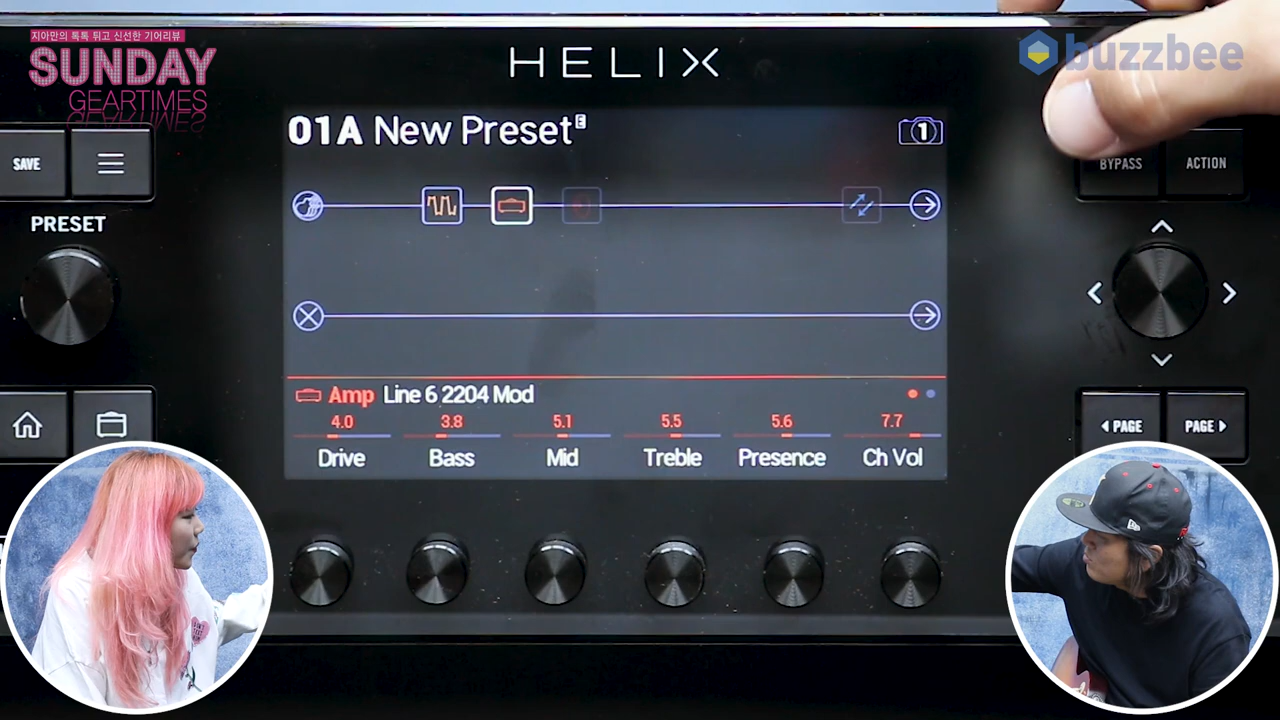 지아만의 톡톡 튀고 신선한 기어리뷰
SUNDAY
GEARTIMES
buzzbee
HELIX
01A New Preset E
1
SAVE
BYPASS
ACTION
PRESET
Amp Line 6 2204 Mod
4.0 3.8 5.1 5.5 5.6 7.7
Drive Bass Mid Treble Presence Ch Vol
PAGE
PAGE